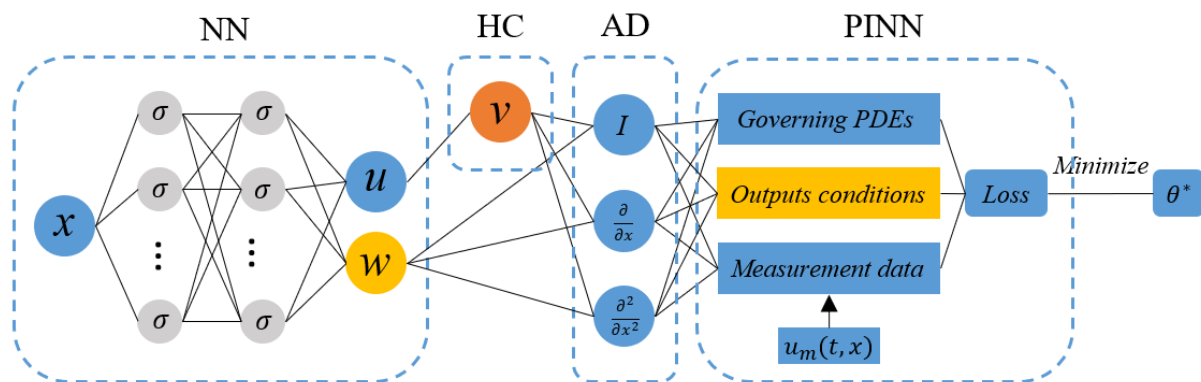 NN
HC
AD
PINN
x
σ
σ
σ
⋮
σ
σ
σ
⋮
σ
u
w
v
I
∂/∂x
∂²/∂x²
Governing PDEs
Outputs conditions
Measurement data
u_m(t, x)
Loss
Minimize
θ*